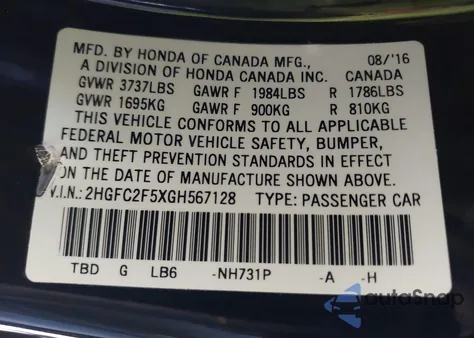 MFD. BY HONDA OF CANADA MFG., 08/'16
A DIVISION OF HONDA CANADA INC. CANADA
GVWR 3737LBS GAWR F 1984LBS R 1786LBS
GVWR 1695KG GAWR F 900KG R 810KG
THIS VEHICLE CONFORMS TO ALL APPLICABLE
FEDERAL MOTOR VEHICLE SAFETY, BUMPER,
AND THEFT PREVENTION STANDARDS IN EFFECT
ON THE DATE OF MANUFACTURE SHOWN ABOVE.
V.I.N.: 2HGFC2F5XGH567128 TYPE: PASSENGER CAR
TBD G LB6 -NH731P -A -H
autoSnap